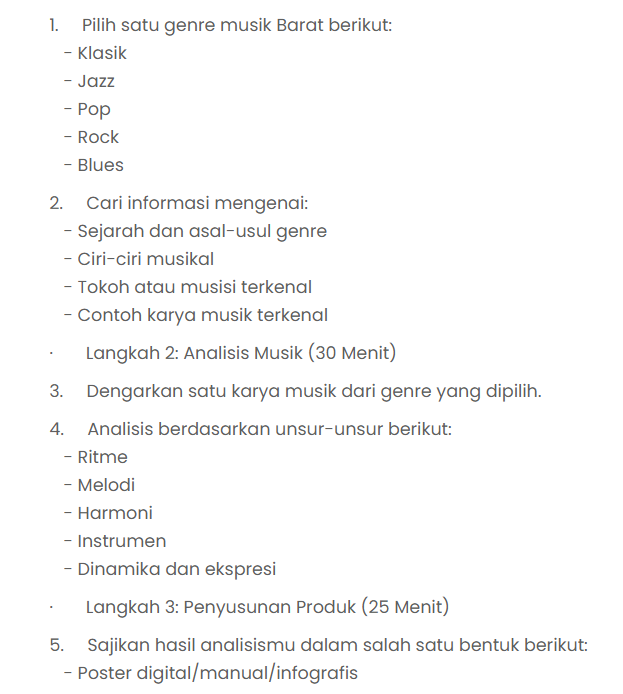 1. Pilih satu genre musik Barat berikut:
- Klasik
- Jazz
- Pop
- Rock
- Blues
2. Cari informasi mengenai:
- Sejarah dan asal-usul genre
- Ciri-ciri musikal
- Tokoh atau musisi terkenal
- Contoh karya musik terkenal
· Langkah 2: Analisis Musik (30 Menit)
3. Dengarkan satu karya musik dari genre yang dipilih.
4. Analisis berdasarkan unsur-unsur berikut:
- Ritme
- Melodi
- Harmoni
- Instrumen
- Dinamika dan ekspresi
· Langkah 3: Penyusunan Produk (25 Menit)
5. Sajikan hasil analisismu dalam salah satu bentuk berikut:
- Poster digital/manual/infografis